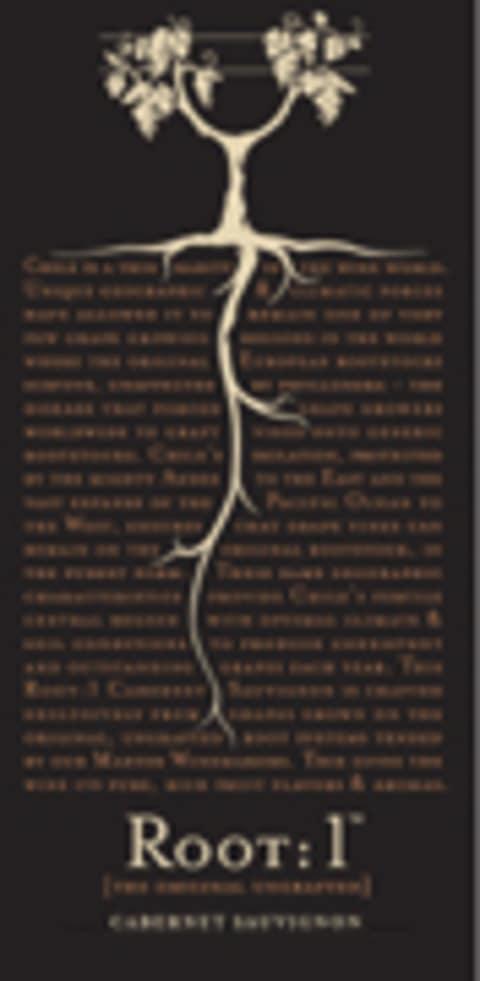 Chile is a true in the wine world.
Unique geographic & climatic forces
have allowed it to remain one of very
few grape growing regions in the world
where the original European rootstocks
survive, unaffected by phylloxera - the
disease that forced grape growers
worldwide to graft vines onto generic
rootstocks. Chile's isolation, protected
by the mighty Andes to the East and the
vast expanse of the Pacific Ocean to
the West, ensures that grape vines can
remain on the original rootstock, in
the purest form. These same geographic
characteristics provide Chile's
central region with optimal climate &
soil conditions to produce consistent
and outstanding grapes each year. This
Root:1 Cabernet Sauvignon is crafted
exclusively from grapes grown on the
original, ungrafted root systems tended
by our Master Winemakers. This gives the
wine its pure, rich fruit flavors & aromas.
Root:1™
[the original ungrafted]
Cabernet Sauvignon